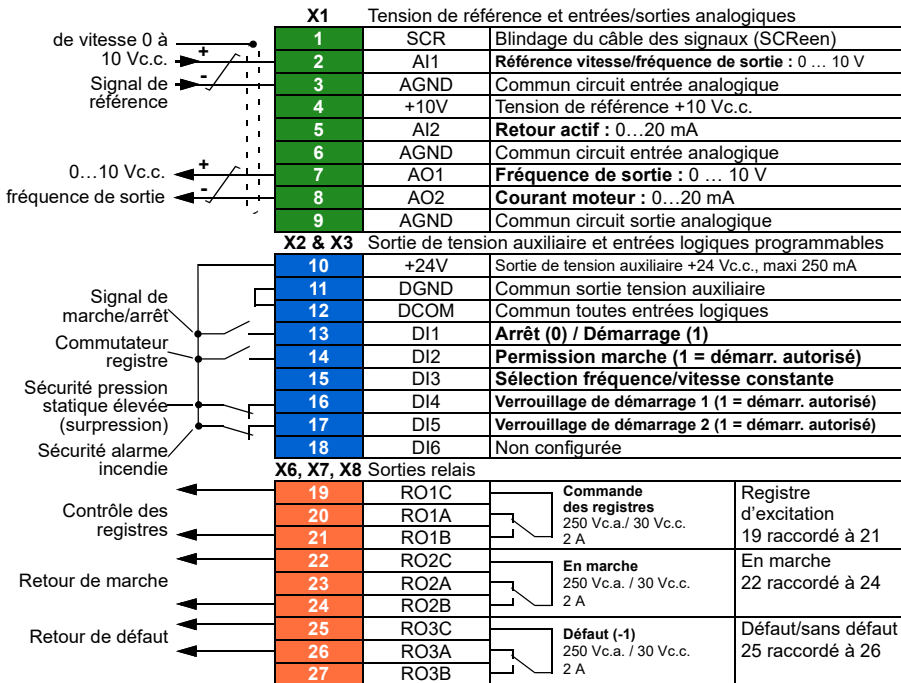 X1 Tension de référence et entrées/sorties analogiques
de vitesse 0 à
10 Vc.c.
Signal de
référence
+
-
1 SCR Blindage du câble des signaux (SCReen)
2 AI1 Référence vitesse/fréquence de sortie : 0 … 10 V
3 AGND Commun circuit entrée analogique
4 +10V Tension de référence +10 Vc.c.
5 AI2 Retour actif : 0…20 mA
6 AGND Commun circuit entrée analogique
0…10 Vc.c.
fréquence de sortie
+
-
7 AO1 Fréquence de sortie : 0 … 10 V
8 AO2 Courant moteur : 0…20 mA
9 AGND Commun circuit sortie analogique
X2 & X3 Sortie de tension auxiliaire et entrées logiques programmables
10 +24V Sortie de tension auxiliaire +24 Vc.c., maxi 250 mA
11 DGND Commun sortie tension auxiliaire
12 DCOM Commun toutes entrées logiques
Signal de
marche/arrêt
13 DI1 Arrêt (0) / Démarrage (1)
Commutateur
registre
14 DI2 Permission marche (1 = démarr. autorisé)
15 DI3 Sélection fréquence/vitesse constante
Sécurité pression
statique élevée
(surpression)
16 DI4 Verrouillage de démarrage 1 (1 = démarr. autorisé)
17 DI5 Verrouillage de démarrage 2 (1 = démarr. autorisé)
Sécurité alarme
incendie
18 DI6 Non configurée
X6, X7, X8 Sorties relais
Contrôle des
registres
19 RO1C
20 RO1A
21 RO1B
Commande
des registres
250 Vc.a./ 30 Vc.c.
2 A
Registre
d'excitation
19 raccordé à 21
Retour de marche
22 RO2C
23 RO2A
24 RO2B
En marche
250 Vc.a. / 30 Vc.c.
2 A
En marche
22 raccordé à 24
Retour de défaut
25 RO3C
26 RO3A
27 RO3B
Défaut (-1)
250 Vc.a. / 30 Vc.c.
2 A
Défaut/sans défaut
25 raccordé à 26